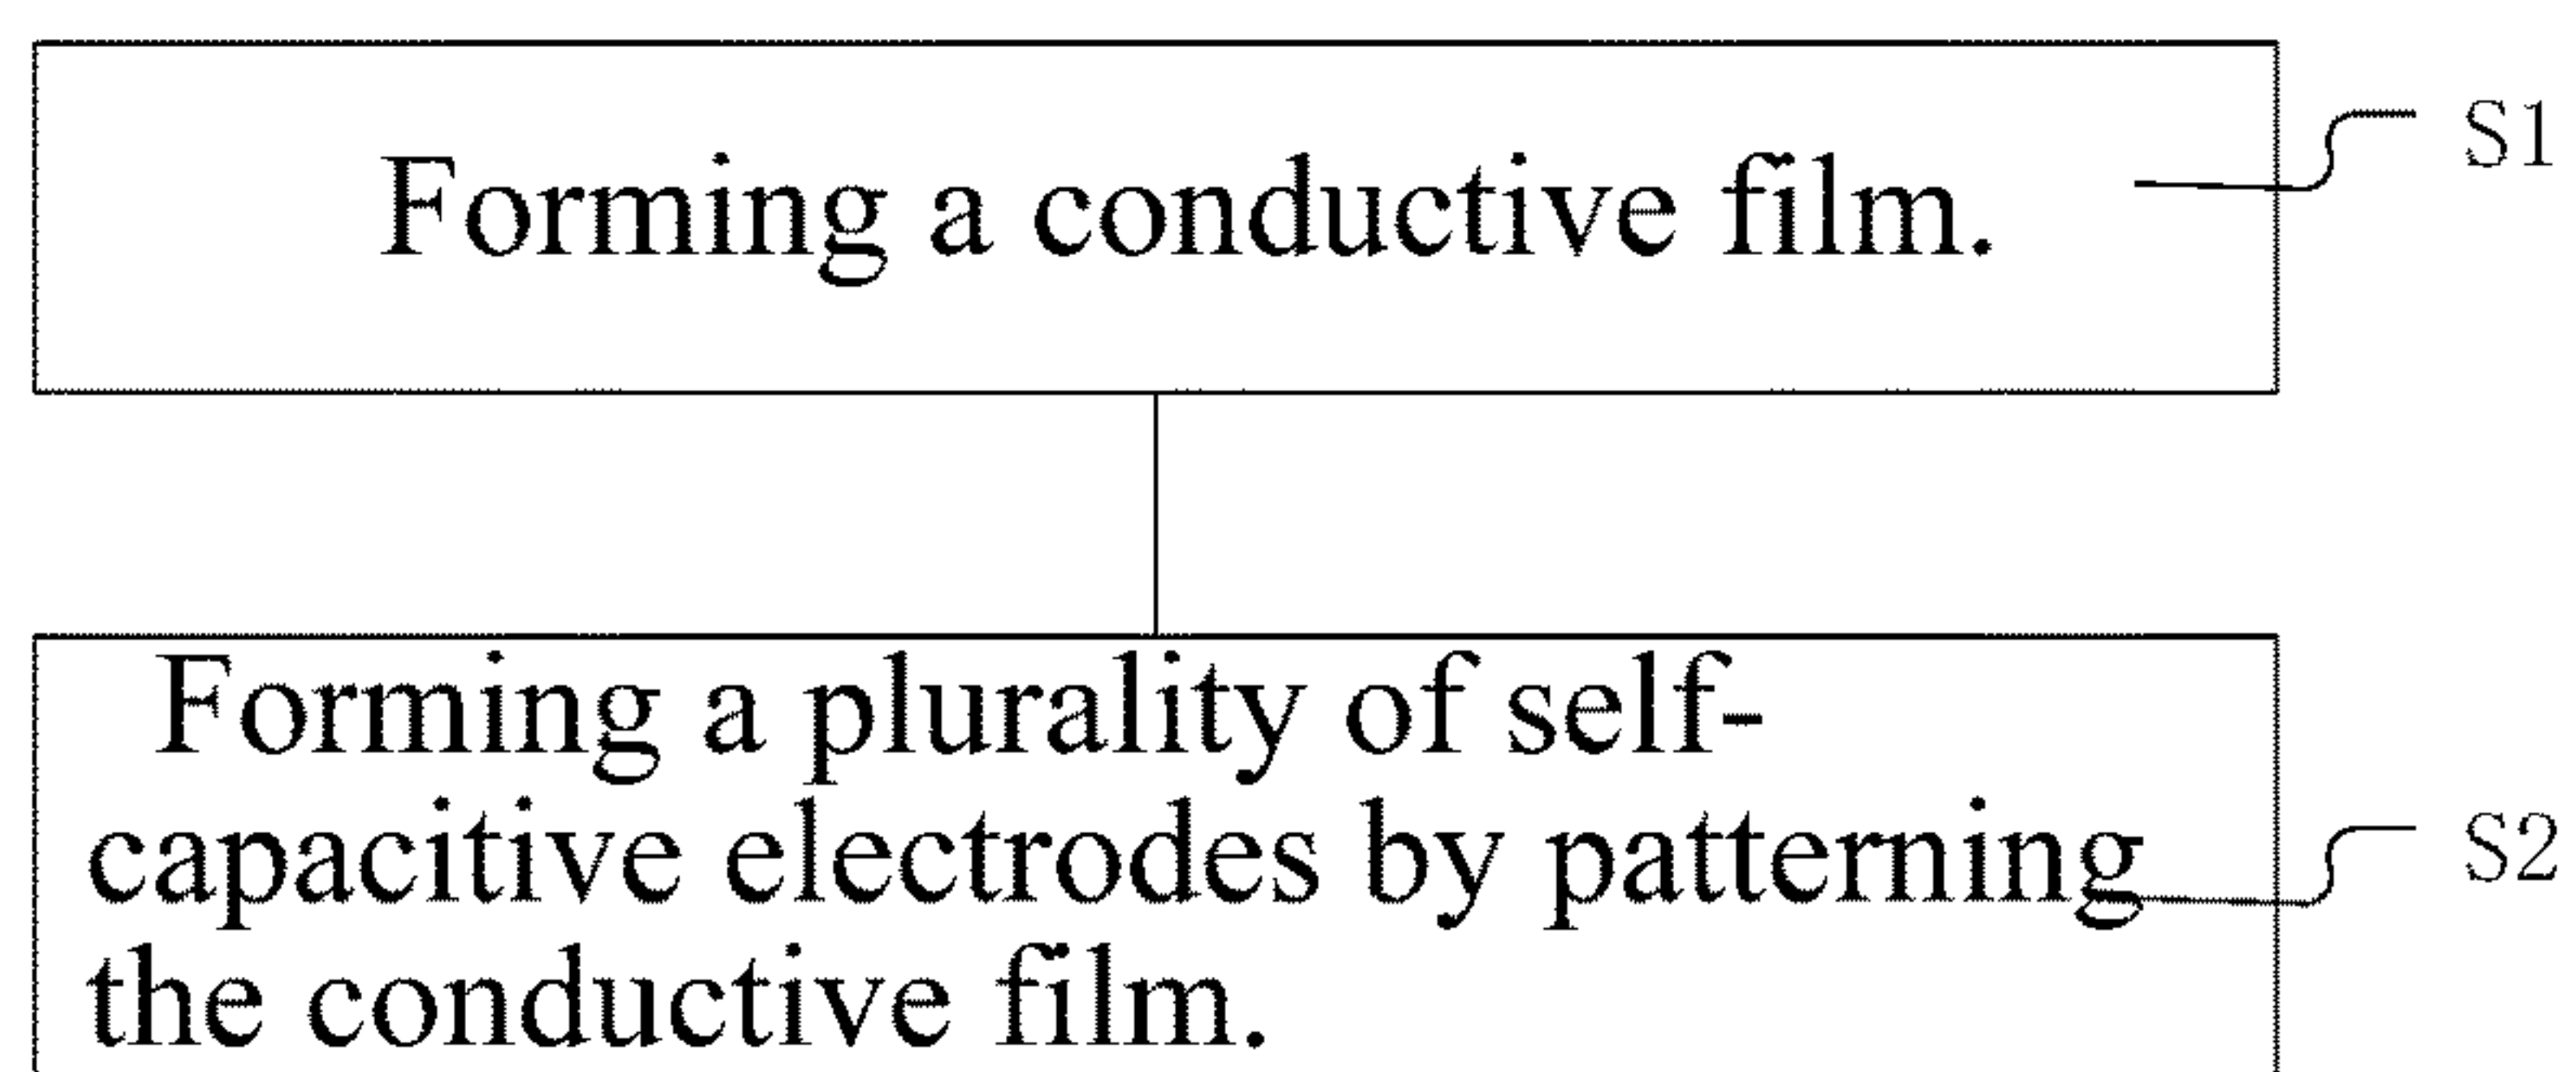 Forming a conductive film.
S1
Forming a plurality of self-
capacitive electrodes by patterning
the conductive film.
S2